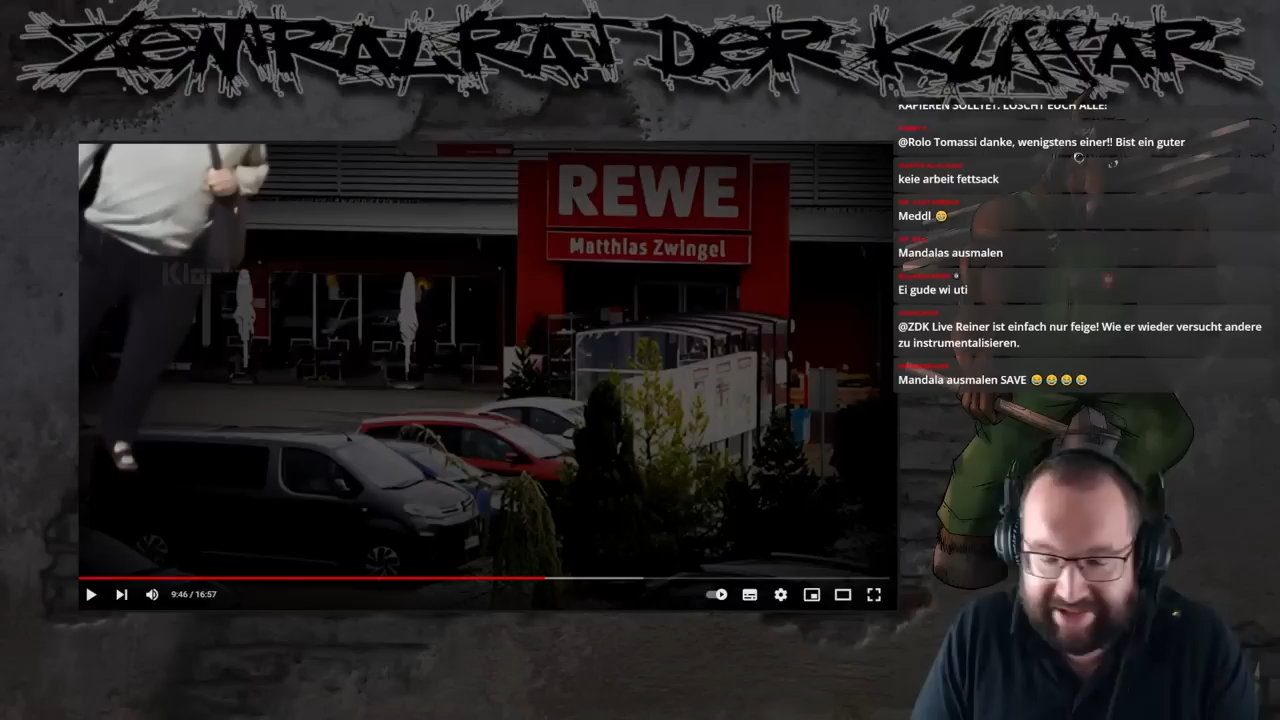 ZENTRALRAT DER KUFFAR
KAPIEREN SOLLTET. LÖSCHT EUCH ALLE!
@Rolo Tomassi danke, wenigstens einer!! Bist ein guter
keie arbeit fettsack
Meddl 😅
Mandalas ausmalen
Ei gude wi uti
@ZDK Live Reiner ist einfach nur feige! Wie er wieder versucht andere
zu instrumentalisieren.
Mandala ausmalen SAVE 😂😂😂😂
REWE
Matthias Zwingel
9:46 / 16:57